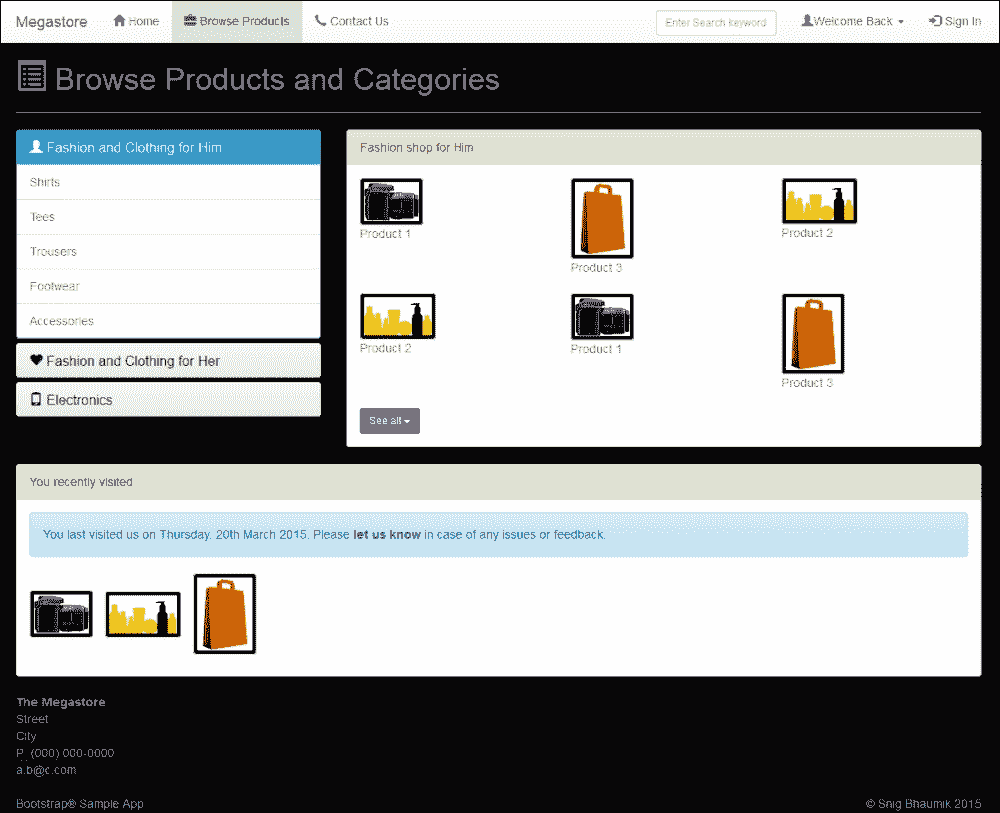 Megastore Home Browse Products Contact Us Enter Search keyword Welcome Back Sign In
Browse Products and Categories
Fashion and Clothing for Him
Shirts
Tees
Trousers
Footwear
Accessories
Fashion and Clothing for Her
Electronics
Fashion shop for Him
Product 1
Product 3
Product 2
Product 2
Product 1
Product 3
See all
You recently visited
You last visited us on Thursday, 20th March 2015. Please let us know in case of any issues or feedback.
The Megastore
Street
City
P: (000) 000-0000
a.b@c.com
Bootstrap® Sample App
© Snig Bhaumik 2015